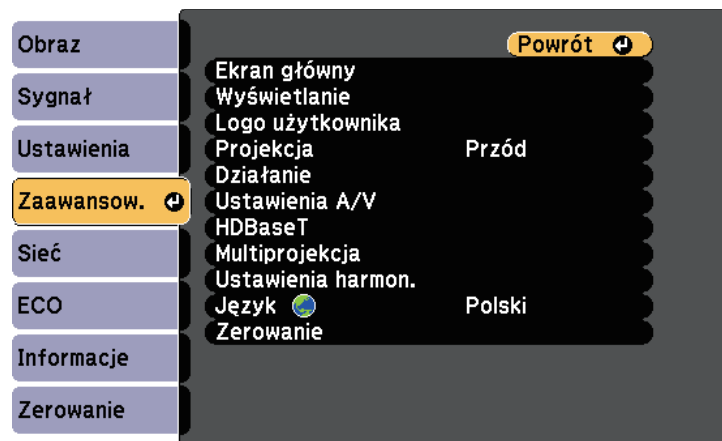 Obraz
Sygnał
Ustawienia
Zaawansow.
Sieć
ECO
Informacje
Zerowanie
Powrót
Ekran główny
Wyświetlanie
Logo użytkownika
Projekcja Przód
Działanie
Ustawienia A/V
HDBaseT
Multiprojekcja
Ustawienia harmon.
Język Polski
Zerowanie